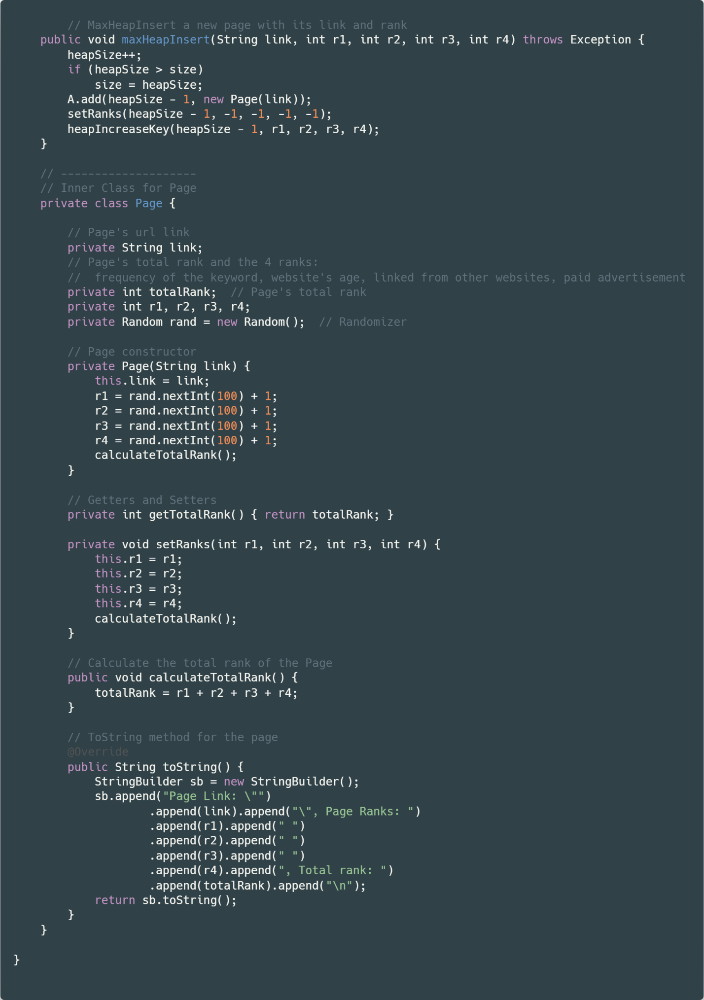 // MaxHeapInsert a new page with its link and rank
    public void maxHeapInsert(String link, int r1, int r2, int r3, int r4) throws Exception {
        heapSize++;
        if (heapSize > size)
            size = heapSize;
        A.add(heapSize - 1, new Page(link));
        setRanks(heapSize - 1, -1, -1, -1, -1);
        heapIncreaseKey(heapSize - 1, r1, r2, r3, r4);
    }

    // --------------------
    // Inner Class for Page
    private class Page {

        // Page's url link
        private String link;
        // Page's total rank and the 4 ranks:
        //  frequency of the keyword, website's age, linked from other websites, paid advertisement
        private int totalRank;  // Page's total rank
        private int r1, r2, r3, r4;
        private Random rand = new Random();  // Randomizer

        // Page constructor
        private Page(String link) {
            this.link = link;
            r1 = rand.nextInt(100) + 1;
            r2 = rand.nextInt(100) + 1;
            r3 = rand.nextInt(100) + 1;
            r4 = rand.nextInt(100) + 1;
            calculateTotalRank();
        }

        // Getters and Setters
        private int getTotalRank() { return totalRank; }

        private void setRanks(int r1, int r2, int r3, int r4) {
            this.r1 = r1;
            this.r2 = r2;
            this.r3 = r3;
            this.r4 = r4;
            calculateTotalRank();
        }

        // Calculate the total rank of the Page
        public void calculateTotalRank() {
            totalRank = r1 + r2 + r3 + r4;
        }

        // ToString method for the page
        @Override
        public String toString() {
            StringBuilder sb = new StringBuilder();
            sb.append("Page Link: \"")
                    .append(link).append("\", Page Ranks: ")
                    .append(r1).append(" ")
                    .append(r2).append(" ")
                    .append(r3).append(" ")
                    .append(r4).append(", Total rank: ")
                    .append(totalRank).append("\n");
            return sb.toString();
        }
    }

}